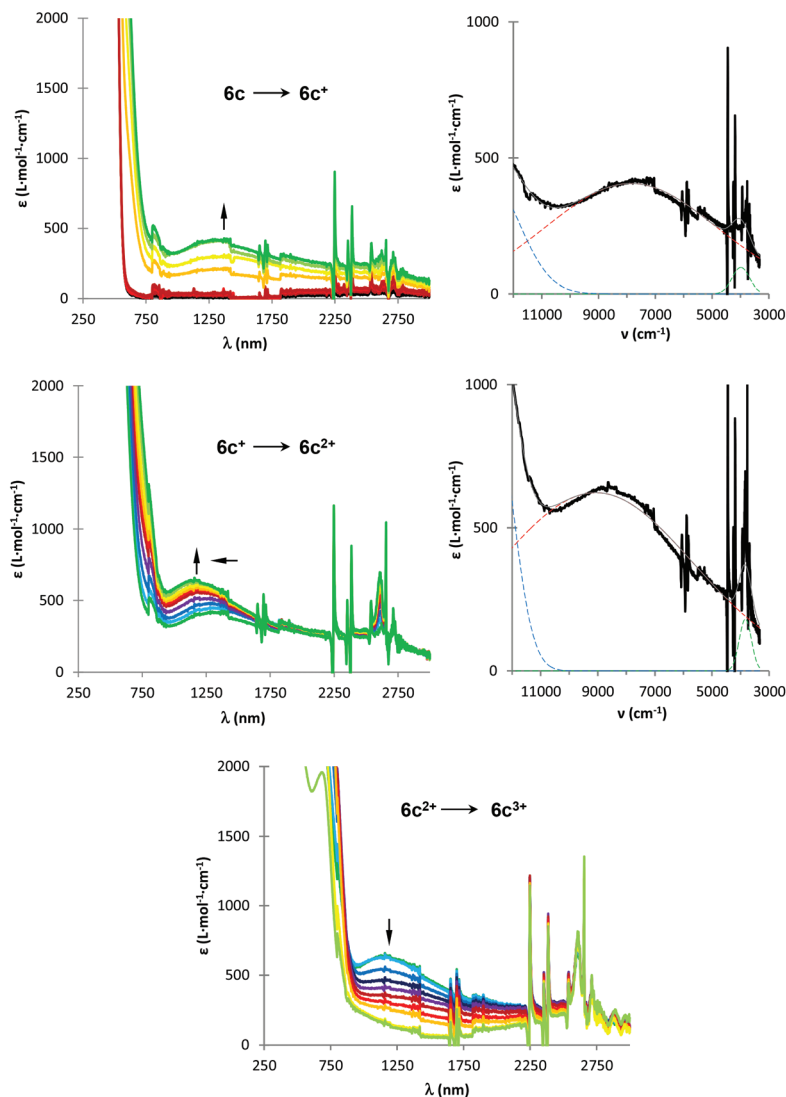 2000
1500
1000
500
0
ε (L·mol⁻¹·cm⁻¹)
6c ⟶ 6c⁺
250 750 1250 1750 2250 2750
λ (nm)
1000
500
0
ε (L·mol⁻¹·cm⁻¹)
11000 9000 7000 5000 3000
ν (cm⁻¹)
2000
1500
1000
500
0
ε (L·mol⁻¹·cm⁻¹)
6c⁺ ⟶ 6c²⁺
250 750 1250 1750 2250 2750
λ (nm)
1000
500
0
ε (L·mol⁻¹·cm⁻¹)
11000 9000 7000 5000 3000
ν (cm⁻¹)
2000
1500
1000
500
0
ε (L·mol⁻¹·cm⁻¹)
6c²⁺ ⟶ 6c³⁺
250 750 1250 1750 2250 2750
λ (nm)